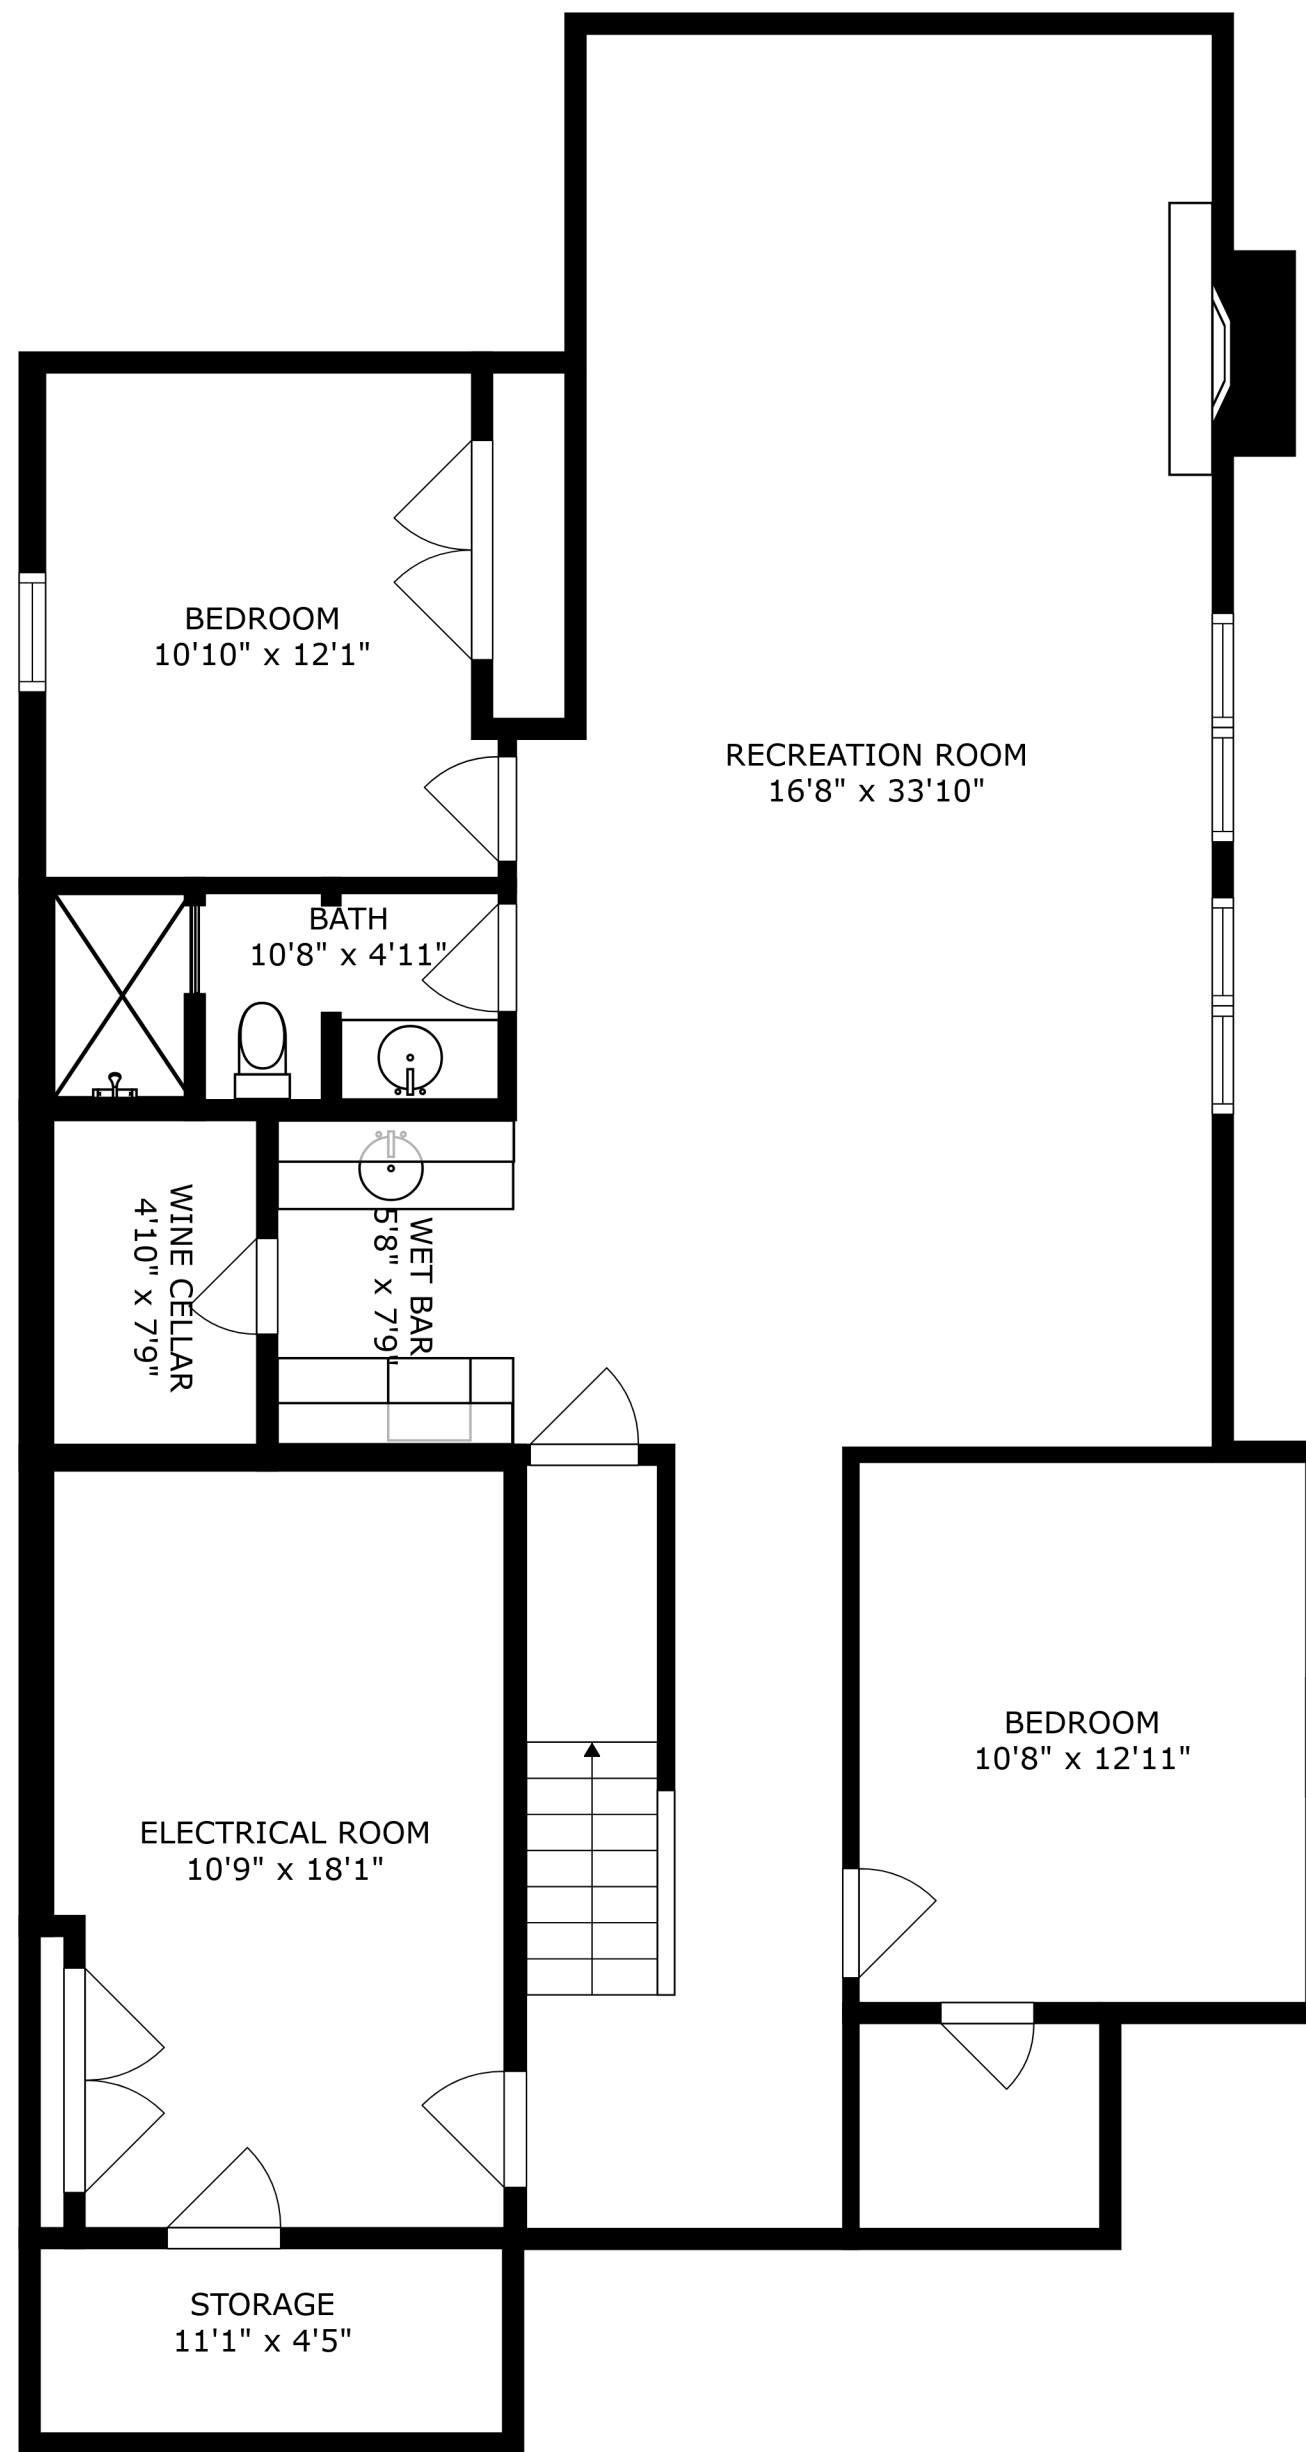 BEDROOM
10'10" x 12'1"
RECREATION ROOM
16'8" x 33'10"
BATH
10'8" x 4'11"
WINE CELLAR
4'10" x 7'9"
WET BAR
5'8" x 7'9"
BEDROOM
10'8" x 12'11"
ELECTRICAL ROOM
10'9" x 18'1"
STORAGE
11'1" x 4'5"